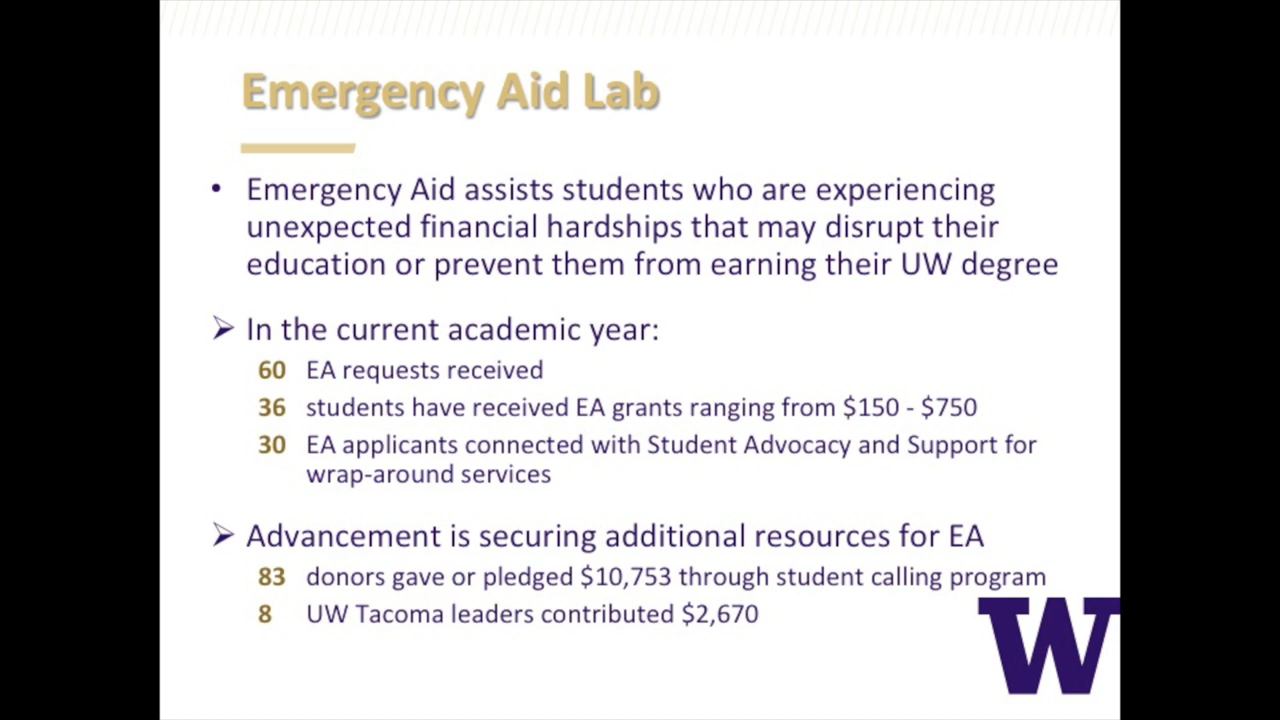 Emergency Aid Lab
• Emergency Aid assists students who are experiencing
unexpected financial hardships that may disrupt their
education or prevent them from earning their UW degree
➢ In the current academic year:
60 EA requests received
36 students have received EA grants ranging from $150 - $750
30 EA applicants connected with Student Advocacy and Support for
wrap-around services
➢ Advancement is securing additional resources for EA
83 donors gave or pledged $10,753 through student calling program
8 UW Tacoma leaders contributed $2,670
W